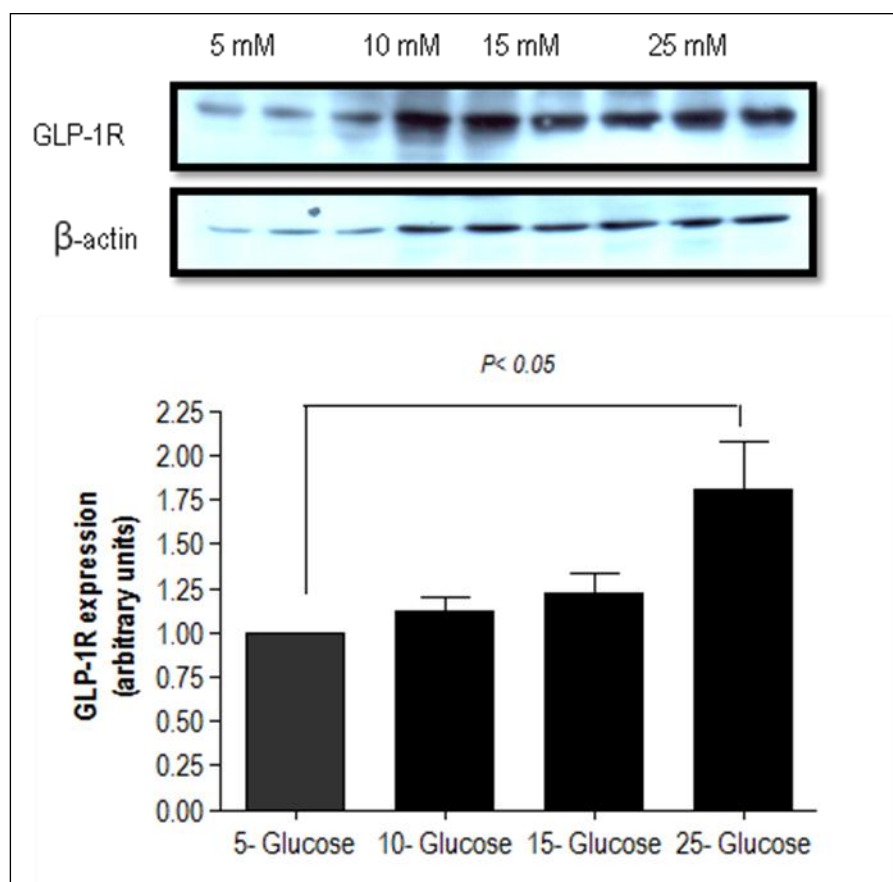 5 mM 10 mM 15 mM 25 mM
GLP-1R
β-actin
P< 0.05
GLP-1R expression
(arbitrary units)
2.25
2.00
1.75
1.50
1.25
1.00
0.75
0.50
0.25
0.00
5- Glucose 10- Glucose 15- Glucose 25- Glucose